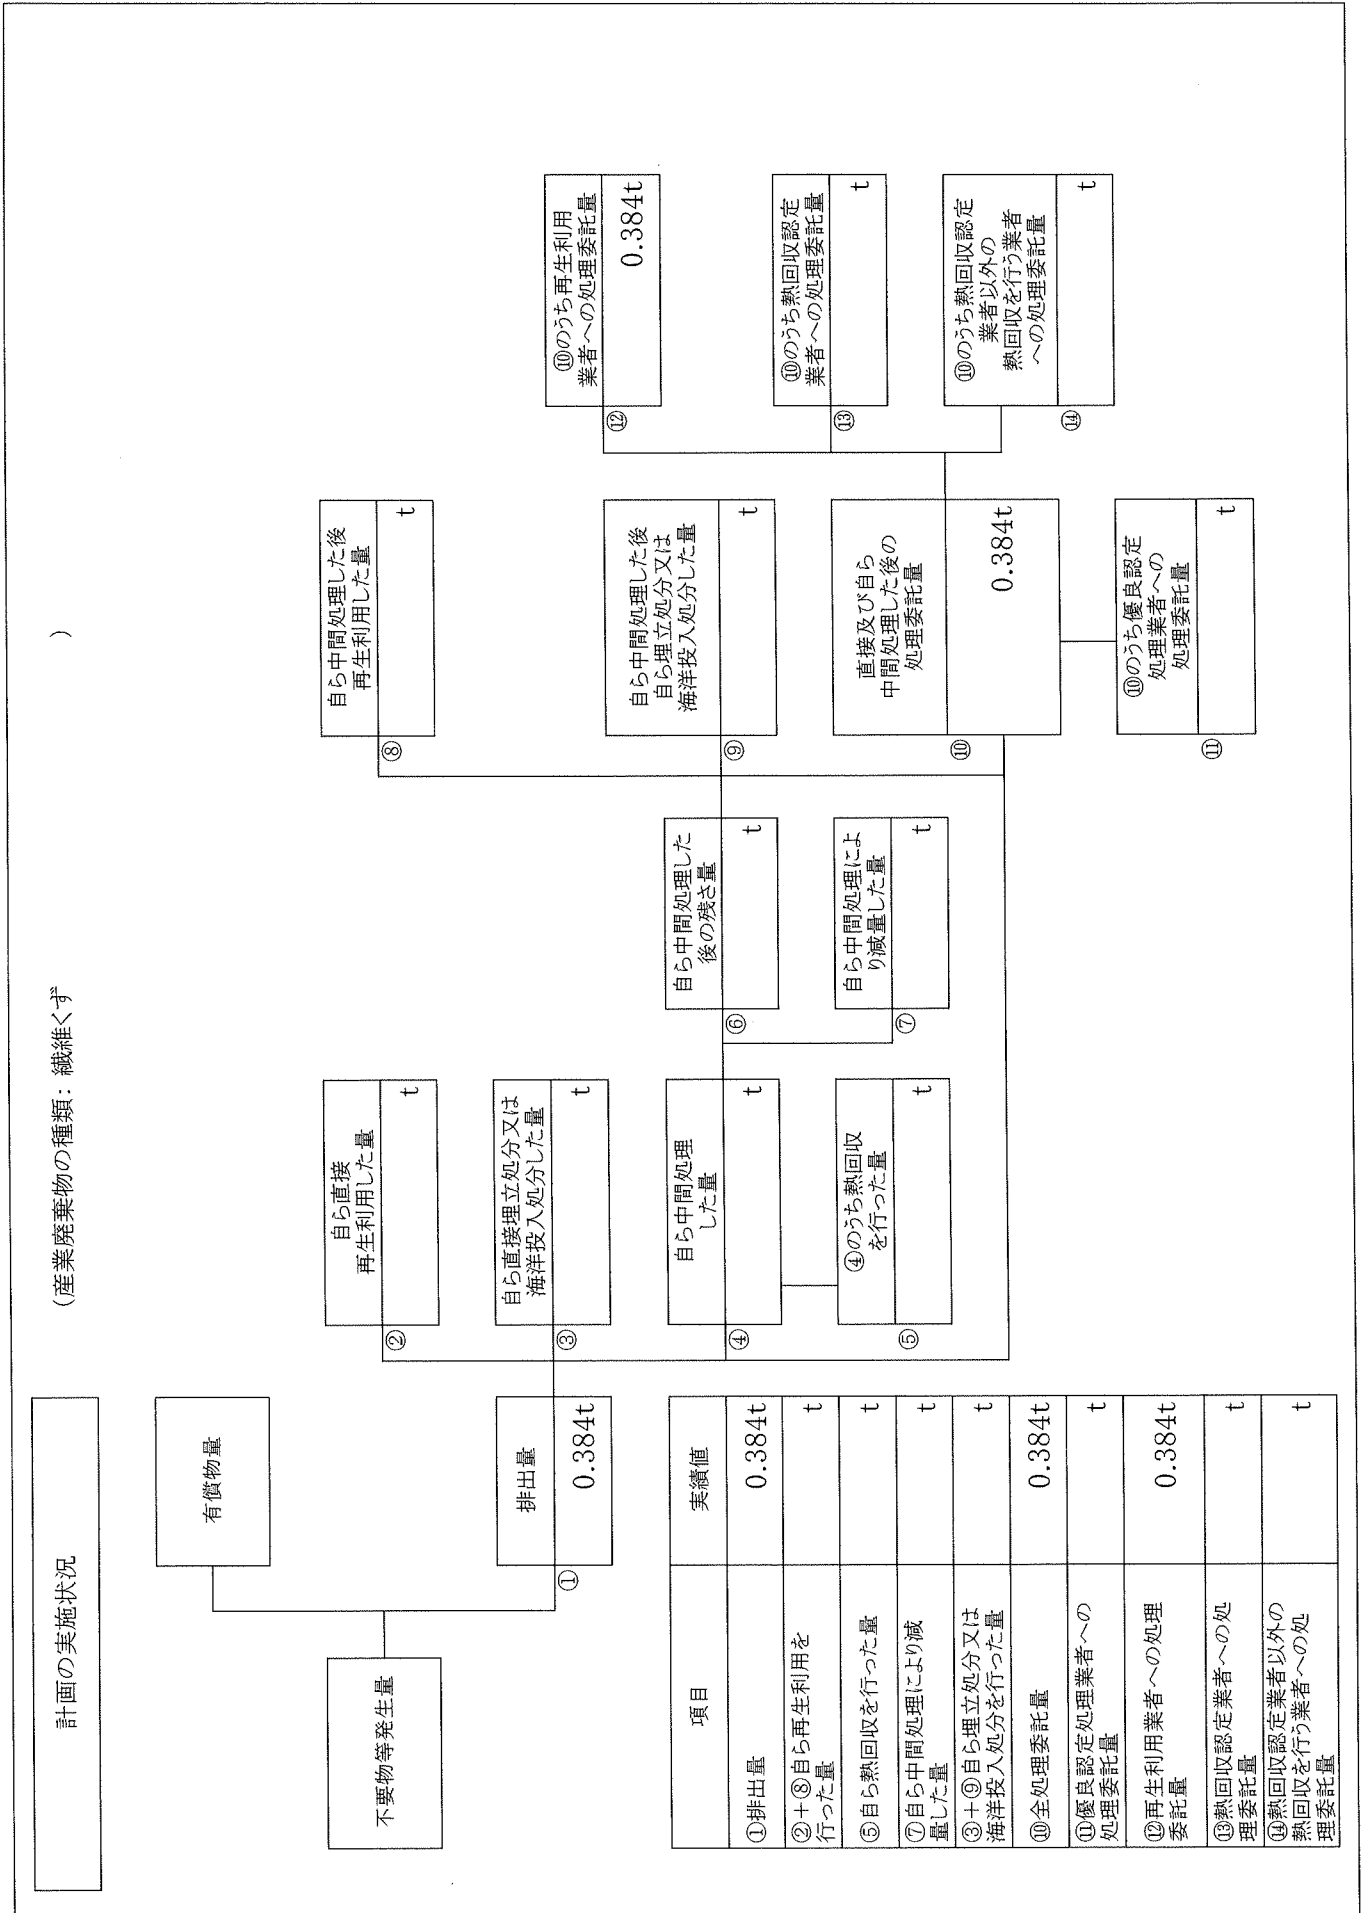 計画の実施状況
(産業廃棄物の種類: 繊維くず )
不要物等発生量
有償物量
①
排出量
0.384t
②
自ら直接
再生利用した量
t
③
自ら直接埋立処分又は
海洋投入処分した量
t
④
自ら中間処理
した量
t
⑤
④のうち熱回収
を行った量
t
⑥
自ら中間処理した
後の残さ量
t
⑦
自ら中間処理によ
り減量した量
t
⑧
自ら中間処理した後
再生利用した量
t
⑨
自ら中間処理した後
自ら埋立処分又は
海洋投入処分した量
t
⑩
直接及び自ら
中間処理した後の
処理委託量
0.384t
⑪
⑩のうち優良認定
処理業者への
処理委託量
t
⑫
⑩のうち再生利用
業者への処理委託量
0.384t
⑬
⑩のうち熱回収認定
業者への処理委託量
t
⑭
⑩のうち熱回収認定
業者以外の
熱回収を行う業者
への処理委託量
t
項目 実績値
①排出量 0.384t
②+⑧自ら再生利用を
行った量 t
⑤自ら熱回収を行った量 t
⑦自ら中間処理により減
量した量 t
③+⑨自ら埋立処分又は
海洋投入処分を行った量 t
⑩全処理委託量 0.384t
⑪優良認定処理業者への
処理委託量 t
⑫再生利用業者への処理
委託量 0.384t
⑬熱回収認定業者への処
理委託量 t
⑭熱回収認定業者以外の
熱回収を行う業者への処
理委託量 t